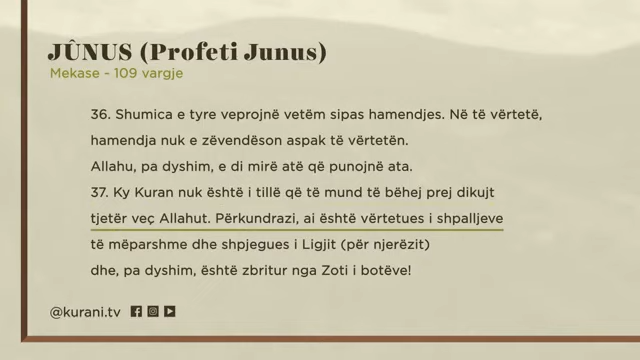 JÛNUS (Profeti Junus)
Mekase - 109 vargje
36. Shumica e tyre veprojnë vetëm sipas hamendjes. Në të vërtetë,
hamendja nuk e zëvendëson aspak të vërtetën.
Allahu, pa dyshim, e di mirë atë që punojnë ata.
37. Ky Kuran nuk është i tillë që të mund të bëhej prej dikujt
tjetër veç Allahut. Përkundrazi, ai është vërtetues i shpalljeve
të mëparshme dhe shpjegues i Ligjit (për njerëzit)
dhe, pa dyshim, është zbritur nga Zoti i botëve!
@kurani.tv